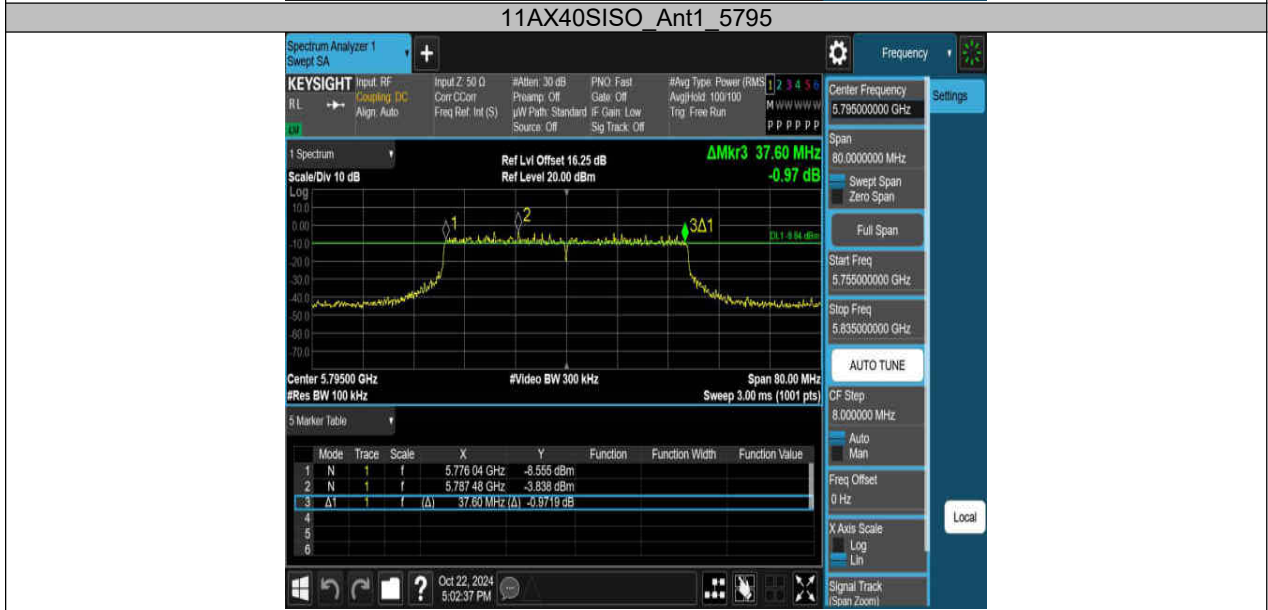 11AX40SISO_Ant1_5795
Spectrum Analyzer 1
Swept SA
+
Frequency
KEYSIGHT
RL
LM
Input: RF
Coupling: DC
Align: Auto
Input Z: 50 Ω
Corr CCorr
Freq Ref: Int (S)
#Atten: 30 dB
Preamp: Off
µW Path: Standard
Source: Off
PNO: Fast
Gate: Off
IF Gain: Low
Sig Track: Off
#Avg Type: Power (RMS
Avg|Hold: 100/100
Trig: Free Run
1 2 3 4 5 6
M W W W W W
P P P P P P
1 Spectrum
Scale/Div 10 dB
Ref Lvl Offset 16.25 dB
Ref Level 20.00 dBm
ΔMkr3 37.60 MHz
-0.97 dB
Log
10.0
0.00
-10.0
-20.0
-30.0
-40.0
-50.0
-60.0
-70.0
1
2
3Δ1
DL1 -9.84 dBm
Center 5.79500 GHz
#Res BW 100 kHz
#Video BW 300 kHz
Span 80.00 MHz
Sweep 3.00 ms (1001 pts)
5 Marker Table
Mode Trace Scale X Y Function Function Width Function Value
1 N 1 f 5.776 04 GHz -8.555 dBm
2 N 1 f 5.787 48 GHz -3.838 dBm
3 Δ1 1 f (Δ) 37.60 MHz (Δ) -0.9719 dB
4
5
6
Oct 22, 2024
5:02:37 PM
?
Center Frequency
5.795000000 GHz
Settings
Span
80.0000000 MHz
Swept Span
Zero Span
Full Span
Start Freq
5.755000000 GHz
Stop Freq
5.835000000 GHz
AUTO TUNE
CF Step
8.000000 MHz
Auto
Man
Freq Offset
0 Hz
X Axis Scale
Log
Lin
Signal Track
(Span Zoom)
Local